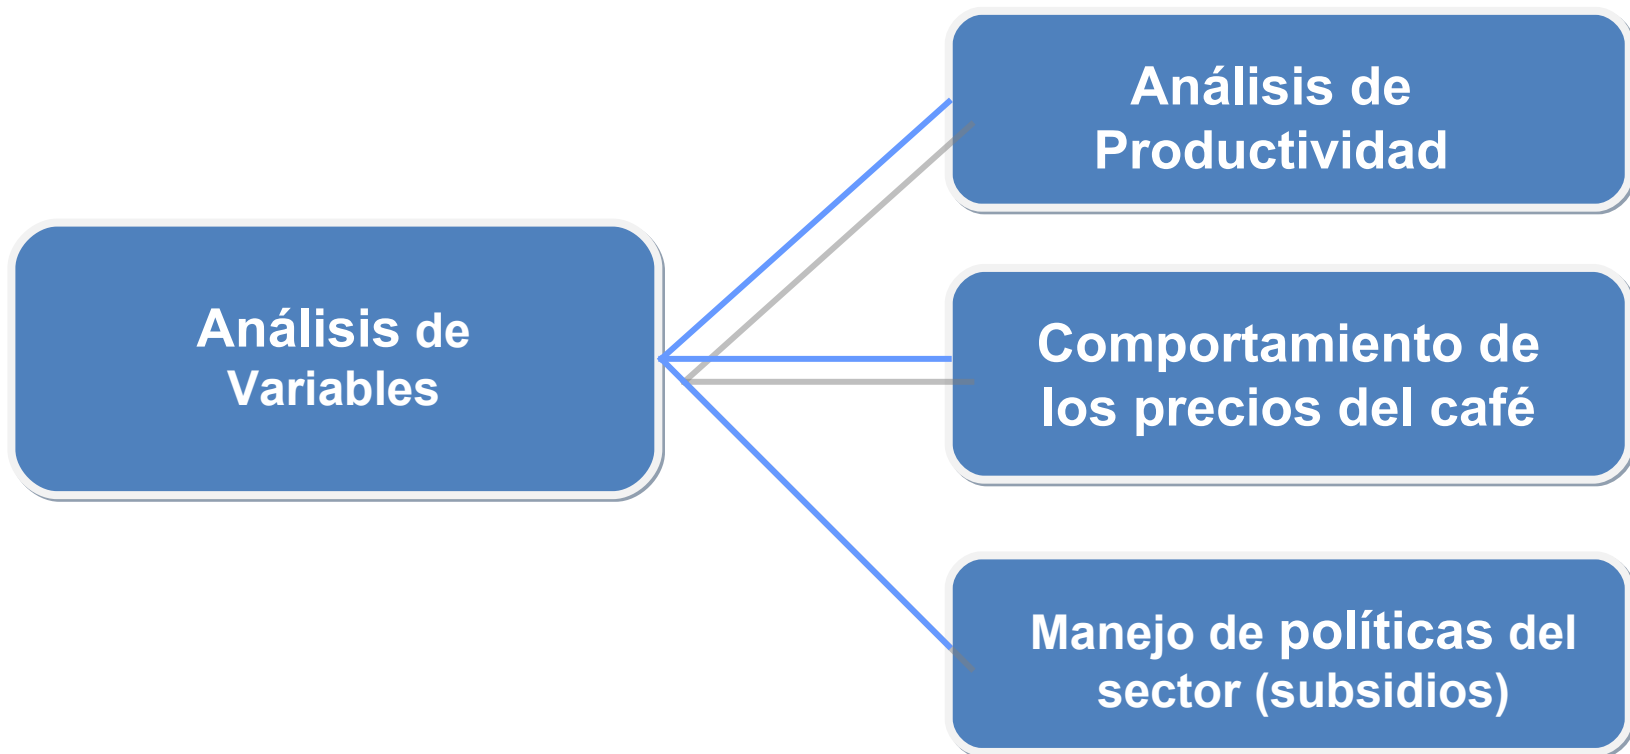 Análisis de
Productividad
Análisis de
Variables
Comportamiento de
los precios del café
Manejo de políticas del
sector (subsidios)